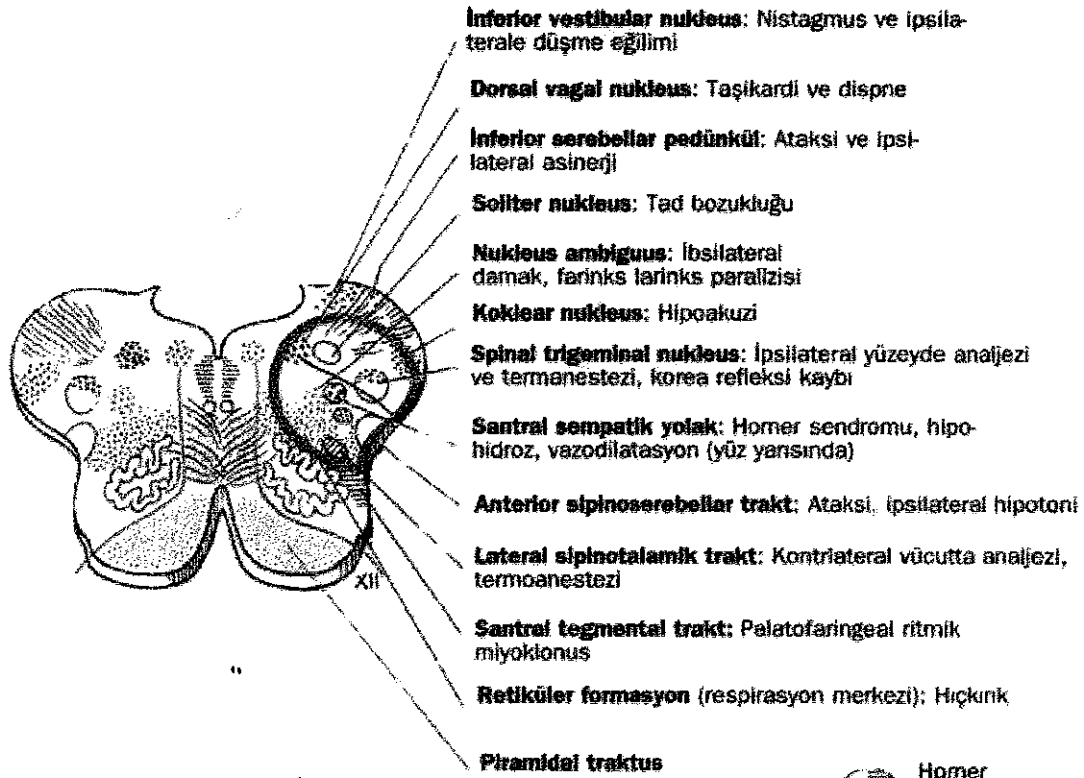 İnferior vestibular nukleus: Nistagmus ve ipsila-
terale düşme eğilimi
Dorsal vagal nukleus: Taşikardi ve dispne
İnferior serebellar pedünkül: Ataksi ve ipsi-
lateral asinerji
Soliter nukleus: Tad bozukluğu
Nukleus ambiguus: İbsilateral
damak, farinks larinks paralizisi
Koklear nukleus: Hipoakuzi
Spinal trigeminal nukleus: İpsilateral yüzeyde analjezi
ve termanestezi, korea refleksi kaybı
Santral sempatik yolak: Horner sendromu, hipo-
hidroz, vazodilatasyon (yüz yarısında)
Anterior sipinoserebellar trakt: Ataksi, ipsilateral hipotoni
Lateral sipinotalamik trakt: Kontrlateral vücutta analjezi,
termoanestezi
XII
Santral tegmental trakt: Palatofaringeal ritmik
miyoklonus
Retiküler formasyon (respirasyon merkezi): Hıçkırık
Piramidal traktus
Horner